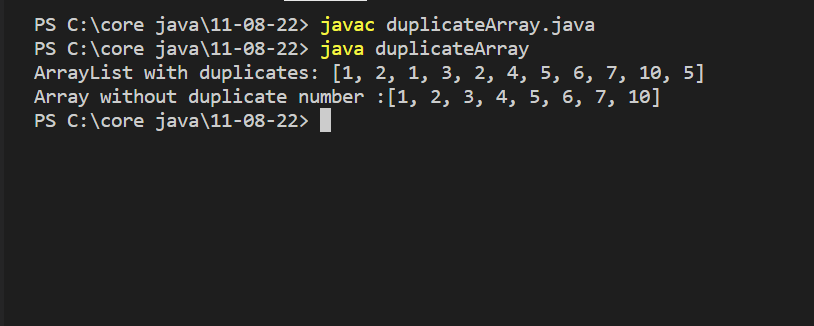 PS C:\core java\11-08-22> javac duplicateArray.java
PS C:\core java\11-08-22> java duplicateArray
ArrayList with duplicates: [1, 2, 1, 3, 2, 4, 5, 6, 7, 10, 5]
Array without duplicate number :[1, 2, 3, 4, 5, 6, 7, 10]
PS C:\core java\11-08-22>